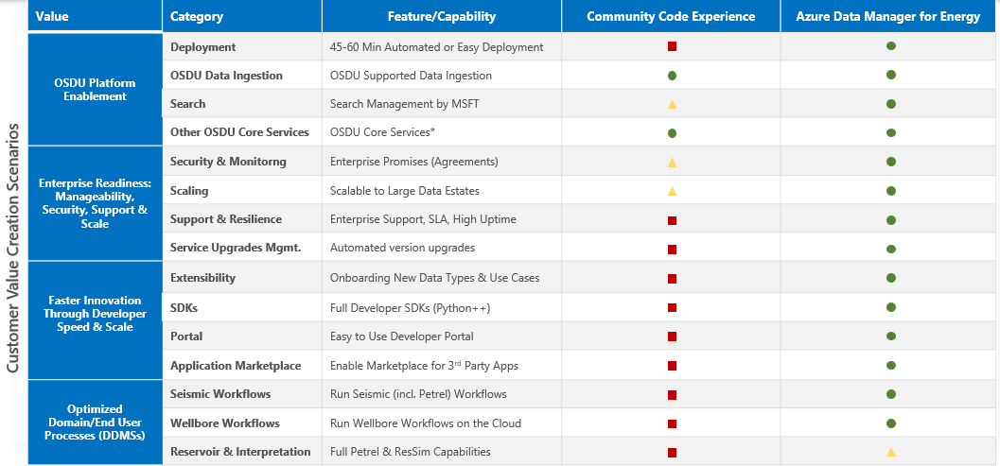 Customer Value Creation Scenarios
Value Category Feature/Capability Community Code Experience Azure Data Manager for Energy
OSDU Platform
Enablement
Deployment 45-60 Min Automated or Easy Deployment
OSDU Data Ingestion OSDU Supported Data Ingestion
Search Search Management by MSFT
Other OSDU Core Services OSDU Core Services*
Enterprise Readiness:
Manageability,
Security, Support &
Scale
Security & Monitorng Enterprise Promises (Agreements)
Scaling Scalable to Large Data Estates
Support & Resilience Enterprise Support, SLA, High Uptime
Service Upgrades Mgmt. Automated version upgrades
Faster Innovation
Through Developer
Speed & Scale
Extensibility Onboarding New Data Types & Use Cases
SDKs Full Developer SDKs (Python++)
Portal Easy to Use Developer Portal
Application Marketplace Enable Marketplace for 3rd Party Apps
Optimized
Domain/End User
Processes (DDMSs)
Seismic Workflows Run Seismic (incl. Petrel) Workflows
Wellbore Workflows Run Wellbore Workflows on the Cloud
Reservoir & Interpretation Full Petrel & ResSim Capabilities